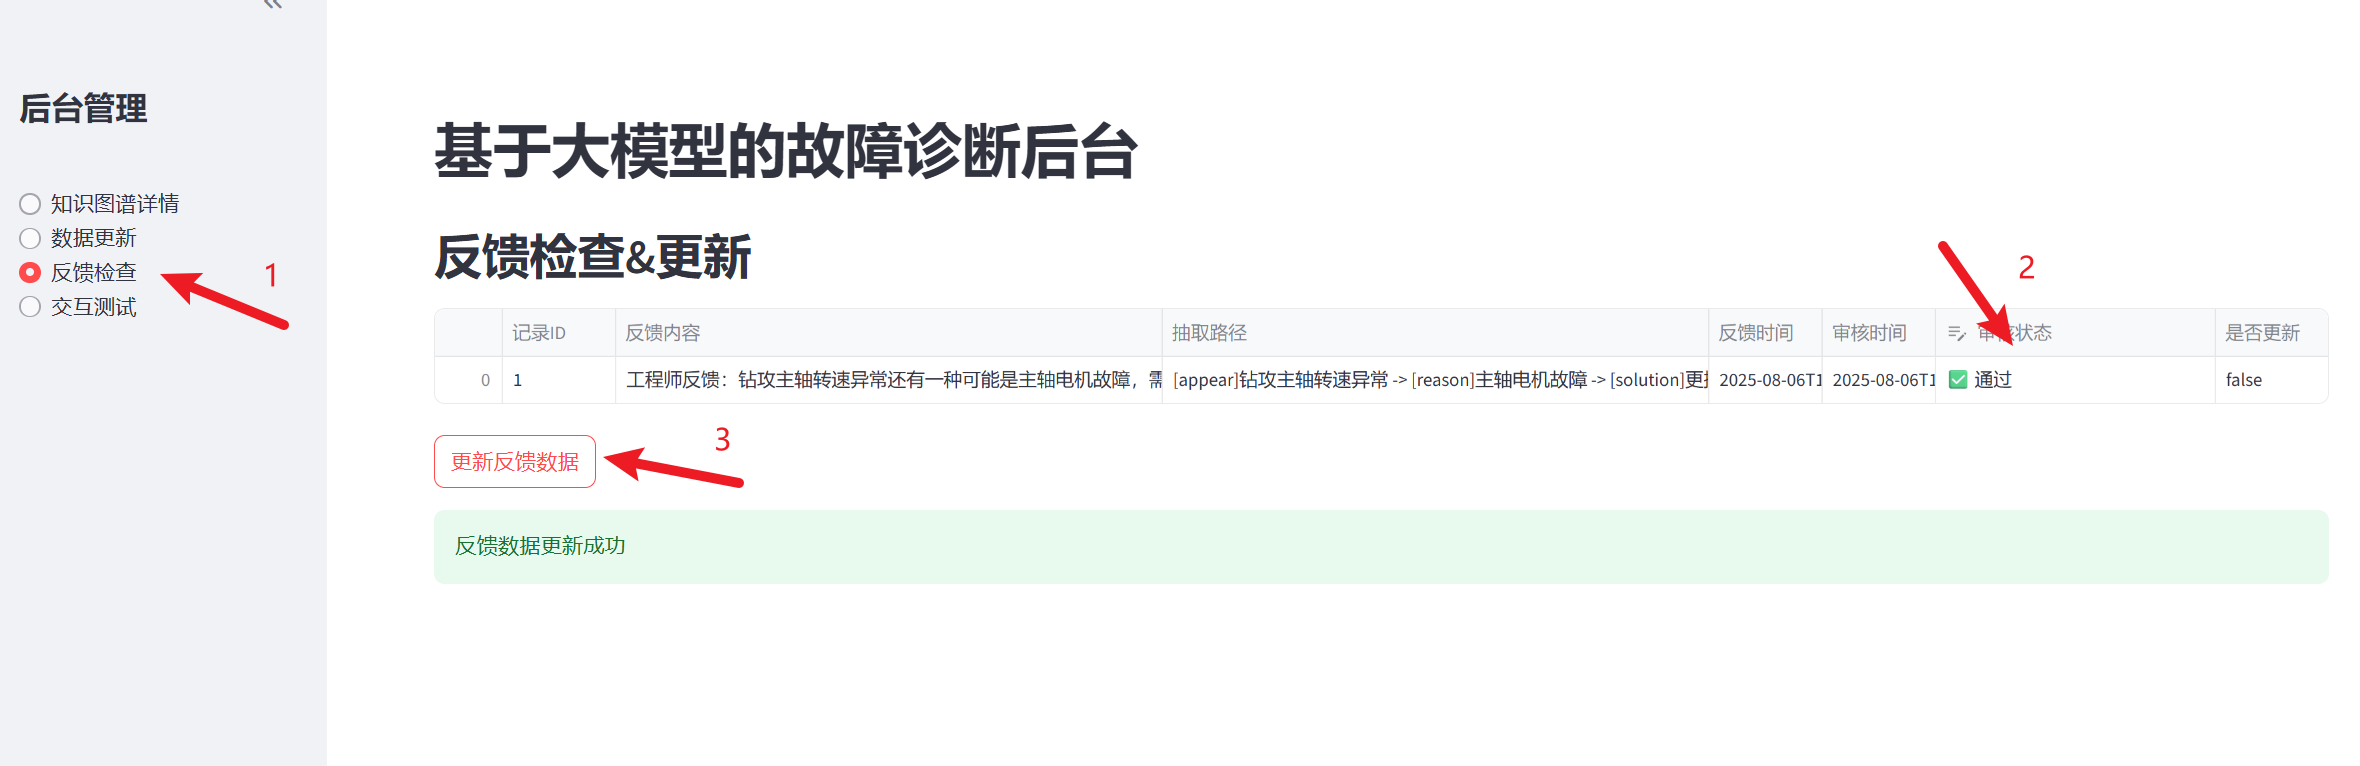 后台管理
知识图谱详情
数据更新
反馈检查
交互测试
1
基于大模型的故障诊断后台
反馈检查&更新
2
记录ID 反馈内容 抽取路径 反馈时间 审核时间 审核状态 是否更新
0 1 工程师反馈：钻攻主轴转速异常还有一种可能是主轴电机故障，需 [appear]钻攻主轴转速异常 -> [reason]主轴电机故障 -> [solution]更 2025-08-06T1 2025-08-06T1 通过 false
更新反馈数据
3
反馈数据更新成功